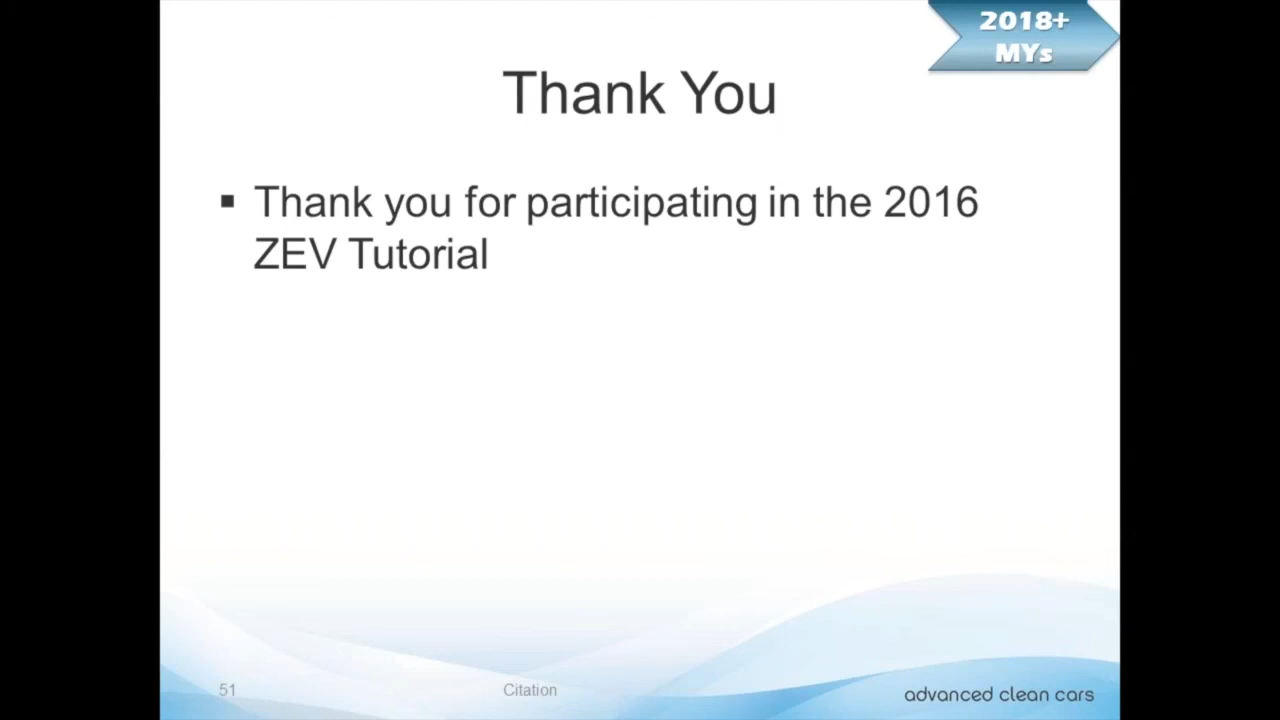 2018+
MYs
Thank You
▪ Thank you for participating in the 2016
ZEV Tutorial
51
Citation
advanced clean cars